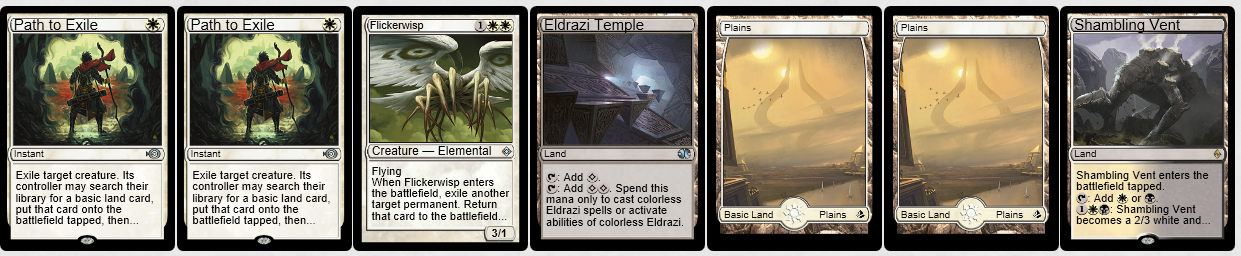 Path to Exile
Instant
Exile target creature. Its
controller may search their
library for a basic land card,
put that card onto the
battlefield tapped, then...
Path to Exile
Instant
Exile target creature. Its
controller may search their
library for a basic land card,
put that card onto the
battlefield tapped, then...
Flickerwisp
1
Creature — Elemental
Flying
When Flickerwisp enters
the battlefield, exile another
target permanent. Return
that card to the battlefield...
3/1
Eldrazi Temple
Land
: Add .
: Add . Spend this
mana only to cast colorless
Eldrazi spells or activate
abilities of colorless Eldrazi.
Plains
Basic Land Plains
Plains
Basic Land Plains
Shambling Vent
Land
Shambling Vent enters the
battlefield tapped.
: Add or .
1 : Shambling Vent
becomes a 2/3 white and...